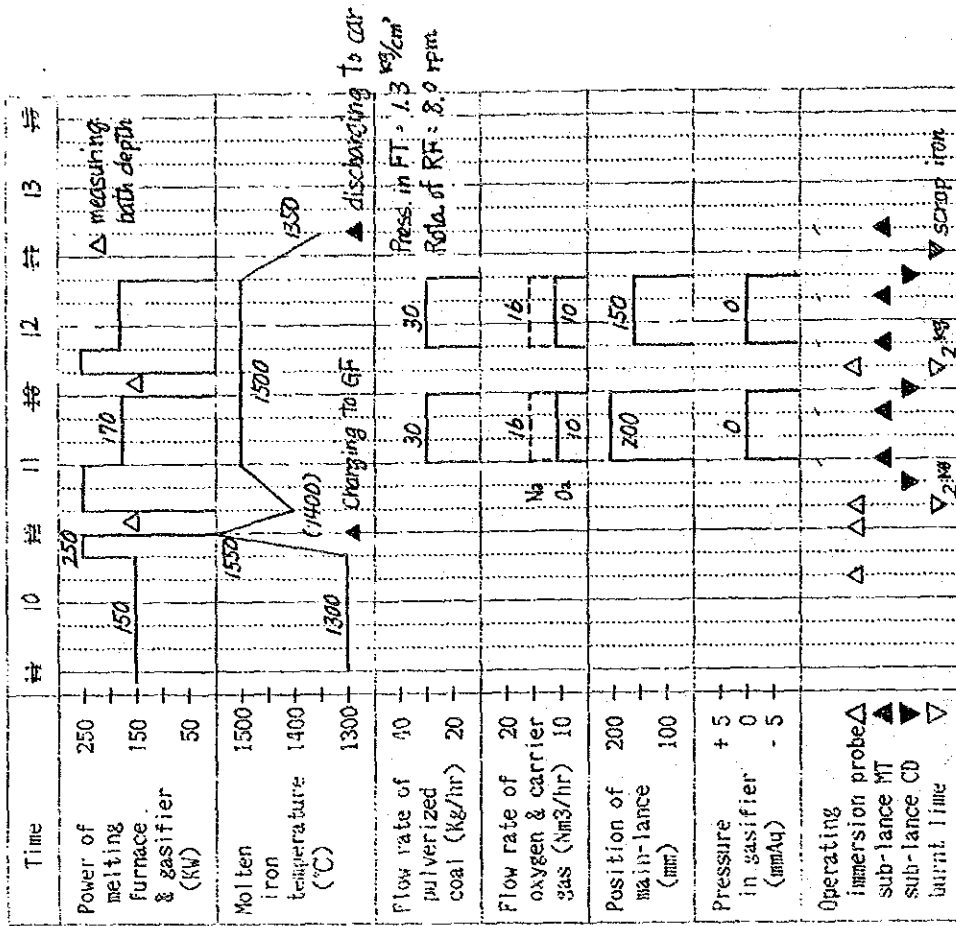 Time
10
11
12
13
Power of
melting
furnace
& gasifier
(KW)
2500
150
50
150
250
170
measuring
bath depth
Molten
iron
temperature
(°C)
1500
1400
1300
1300
1550
(1400)
1500
1350
Charging to GF
discharging to car
Flow rate of
pulverized
coal (Kg/hr)
40
20
30
30
Press. in FT = 1.3 kg/cm²
Rota. of RF = 8.0 rpm
Flow rate of
oxygen & carrier
gas (Nm3/hr)
20
10
N₂
O₂
16
10
16
10
Position of
main-lance
(mm)
200
100
200
150
Pressure
in gasifier
(mmAq)
+ 5
0
- 5
0
0
Operating
immersion probe △
sub-lance MT ▲
sub-lance CD ▼
burnt lime ▽
2 Kg
2 Kg
scrap iron